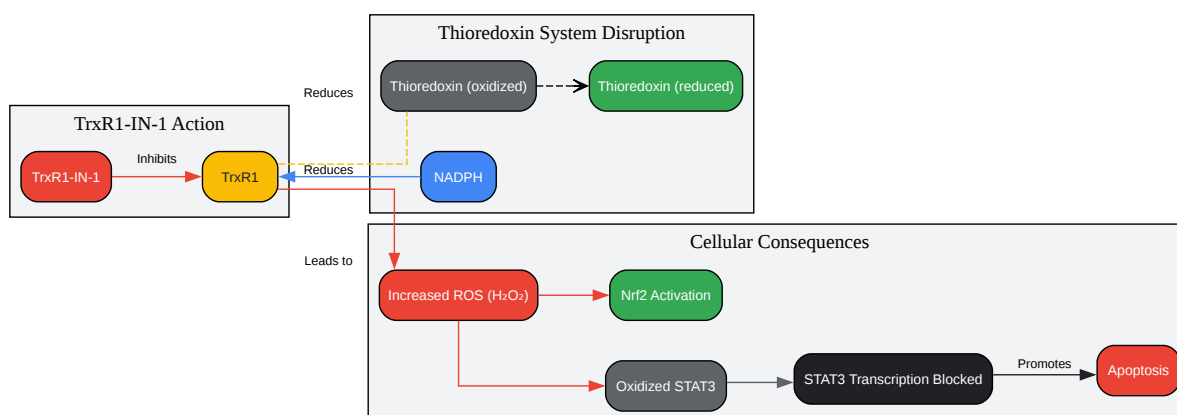 Thioredoxin System Disruption
Thioredoxin (oxidized)
Thioredoxin (reduced)
Reduces
TrxR1-IN-1 Action
TrxR1-IN-1
Inhibits
TrxR1
Reduces
NADPH
Cellular Consequences
Leads to
Increased ROS (H₂O₂)
Nrf2 Activation
Oxidized STAT3
STAT3 Transcription Blocked
Promotes
Apoptosis